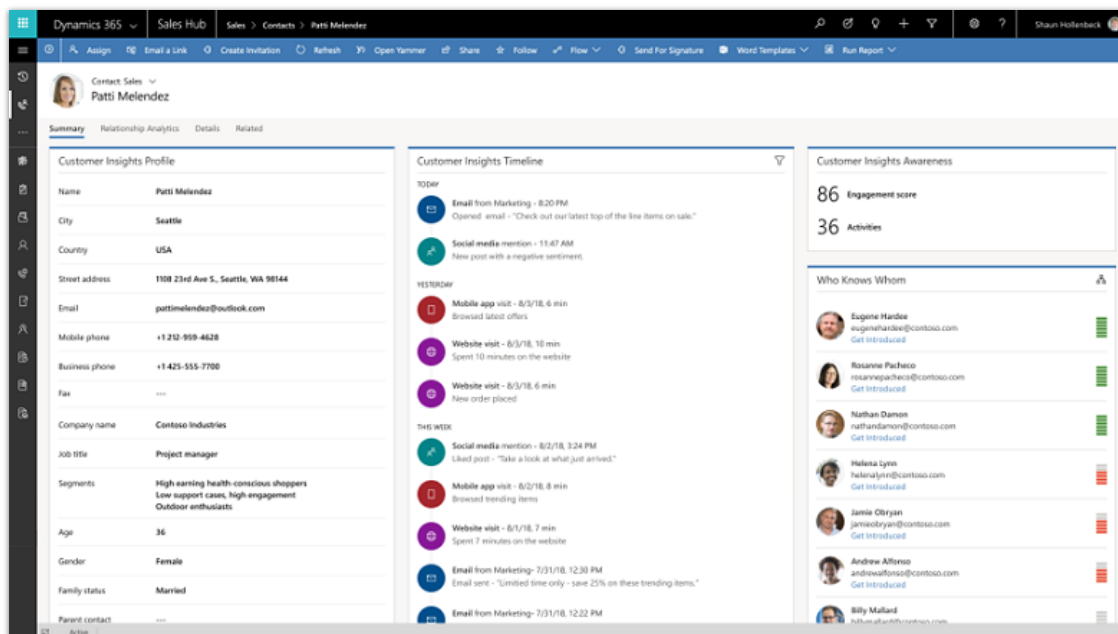 Dynamics 365
Sales Hub
Sales > Contacts > Patti Melendez
Shaun Hollenbeck
Assign
Email a Link
Create Invitation
Refresh
Open Yammer
Share
Follow
Flow
Send For Signature
Word Templates
Run Report
Contact: Sales
Patti Melendez
Summary
Relationship Analytics
Details
Related
Customer Insights Profile
Name Patti Melendez
City Seattle
Country USA
Street address 1108 23rd Ave S., Seattle, WA 98144
Email pattimelendez@outlook.com
Mobile phone +1 212-959-4628
Business phone +1 425-555-7700
Fax ---
Company name Contoso Industries
Job title Project manager
Segments High earning health-conscious shoppers
Low support cases, high engagement
Outdoor enthusiasts
Age 36
Gender Female
Family status Married
Parent contact ---
Customer Insights Timeline
TODAY
Email from Marketing - 8:20 PM
Opened email - "Check out our latest top of the line items on sale."
Social media mention - 11:47 AM
New post with a negative sentiment.
YESTERDAY
Mobile app visit - 8/3/18, 6 min
Browsed latest offers
Website visit - 8/3/18, 10 min
Spent 10 minutes on the website
Website visit - 8/3/18, 6 min
New order placed
THIS WEEK
Social media mention - 8/2/18, 3:24 PM
Liked post - "Take a look at what just arrived."
Mobile app visit - 8/2/18, 8 min
Browsed trending items
Website visit - 8/1/18, 7 min
Spent 7 minutes on the website
Email from Marketing- 7/31/18, 12:30 PM
Email sent - "Limitied time only - save 25% on these trending items."
Email from Marketing- 7/31/18, 12:22 PM
Customer Insights Awareness
86 Engagement score
36 Activities
Who Knows Whom
Eugene Hardee
eugenehardee@contoso.com
Get Introduced
Rosanne Pacheco
rosannepacheco@contoso.com
Get Introduced
Nathan Damon
nathandamon@contoso.com
Get Introduced
Helena Lynn
helenalynn@contoso.com
Get Introduced
Jamie Obryan
jamieobryan@contoso.com
Get Introduced
Andrew Alfonso
andrewalfonso@contoso.com
Get Introduced
Billy Mallard
billymallard@contoso.com
Active